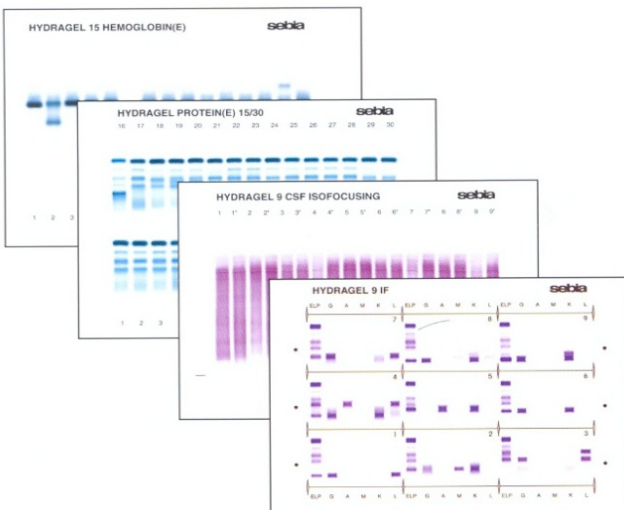 HYDRAGEL 15 HEMOGLOBIN(E) sebia
1 2 3
HYDRAGEL PROTEIN(E) 15/30 sebia
16 17 18 19 20 21 22 23 24 25 26 27 28 29 30
1 2 3
HYDRAGEL 9 CSF ISOFOCUSING sebia
1 1' 2 2' 3 3' 4 4' 5 5' 6 6' 7 7' 8 8' 9 9'
HYDRAGEL 9 IF sebia
ELP G A M K L ELP G A M K L ELP G A M K L
7 8 9
4 5 6
1 2 3
ELP G A M K L ELP G A M K L ELP G A M K L